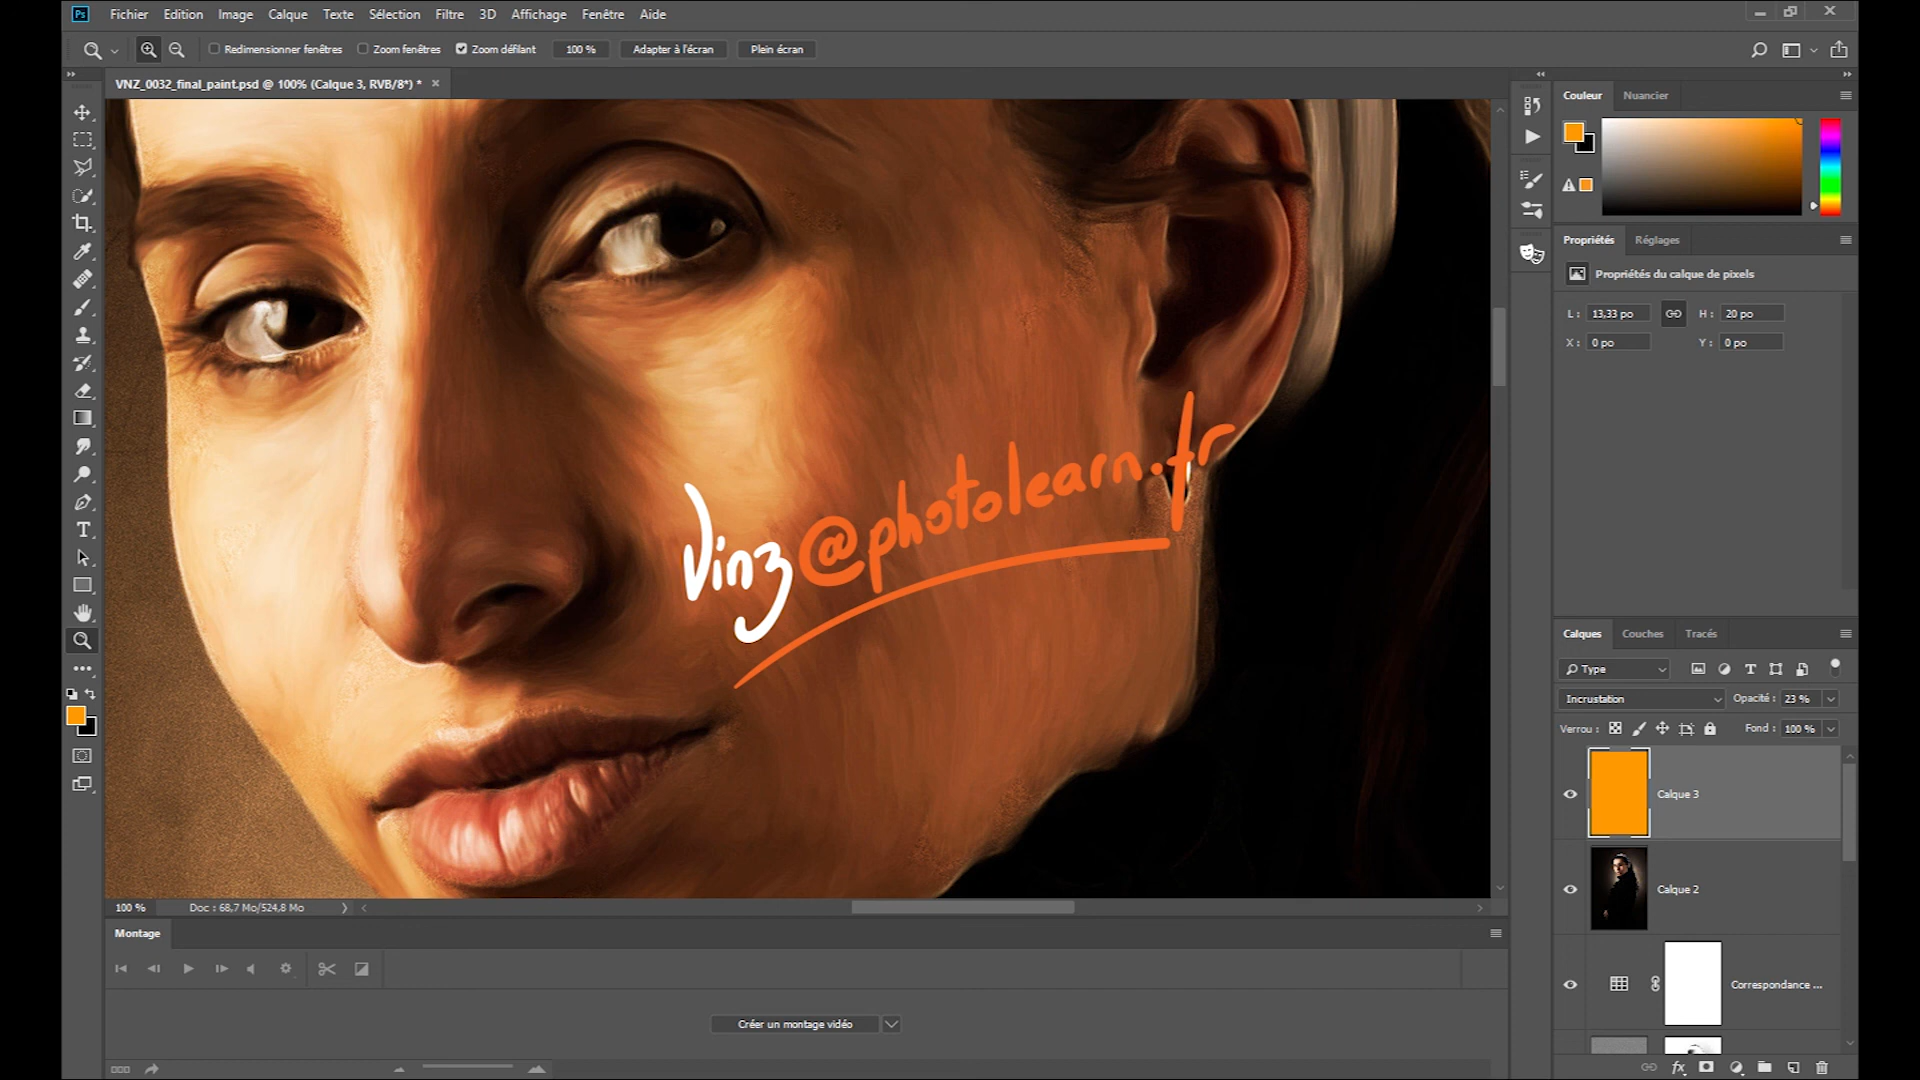 Ps Fichier Edition Image Calque Texte Sélection Filtre 3D Affichage Fenêtre Aide
Redimensionner fenêtres Zoom fenêtres Zoom défilant 100 % Adapter à l'écran Plein écran
VNZ_0032_final_paint.psd @ 100% (Calque 3, RVB/8*) *
Couleur Nuancier
Propriétés Réglages
Propriétés du calque de pixels
L : 13,33 po H : 20 po
X : 0 po Y : 0 po
Vinz@photolearn.fr
Calques Couches Tracés
Type
Incrustation Opacité : 23 %
Verrou : Fond : 100 %
Calque 3
Calque 2
Correspondance ...
100 % Doc : 68,7 Mo/524,8 Mo
Montage
Créer un montage vidéo
fx